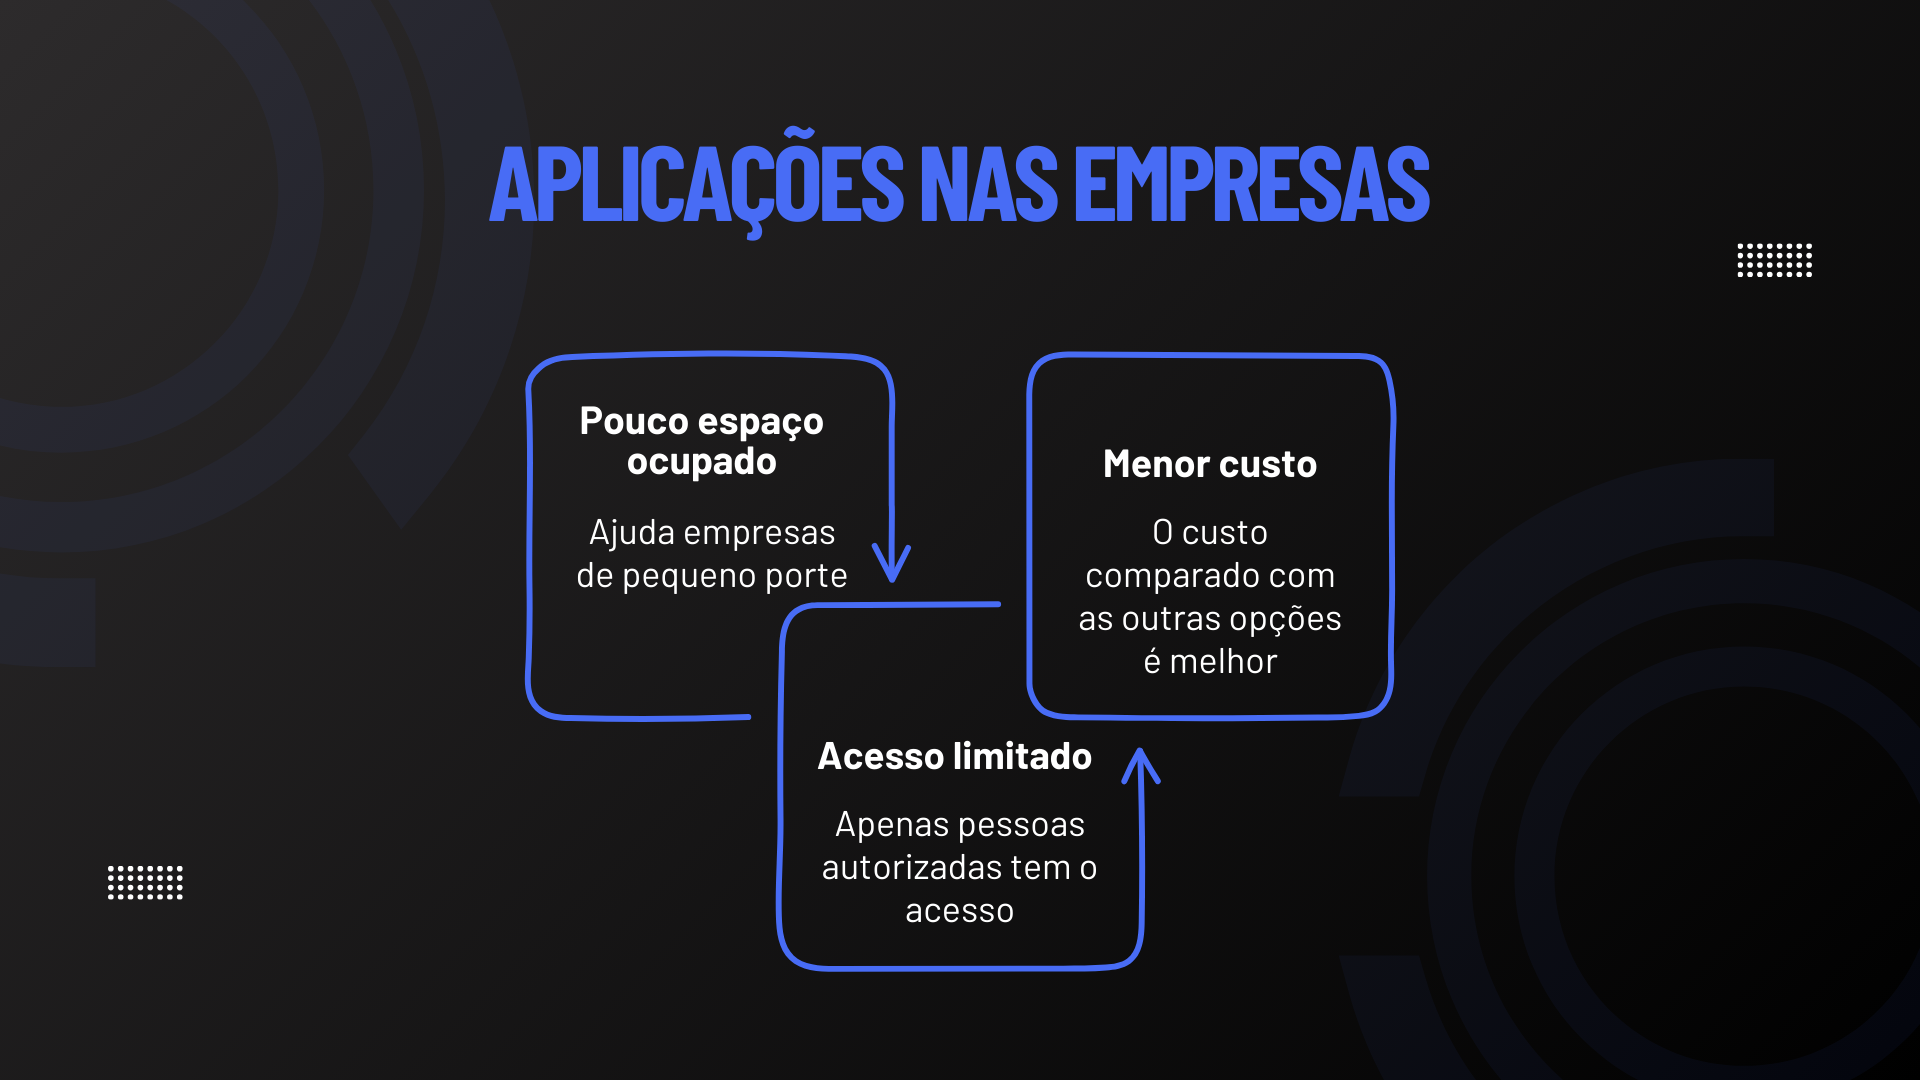 APLICAÇÕES NAS EMPRESAS
Pouco espaço
ocupado
Ajuda empresas
de pequeno porte
Acesso limitado
Apenas pessoas
autorizadas tem o
acesso
Menor custo
O custo
comparado com
as outras opções
é melhor